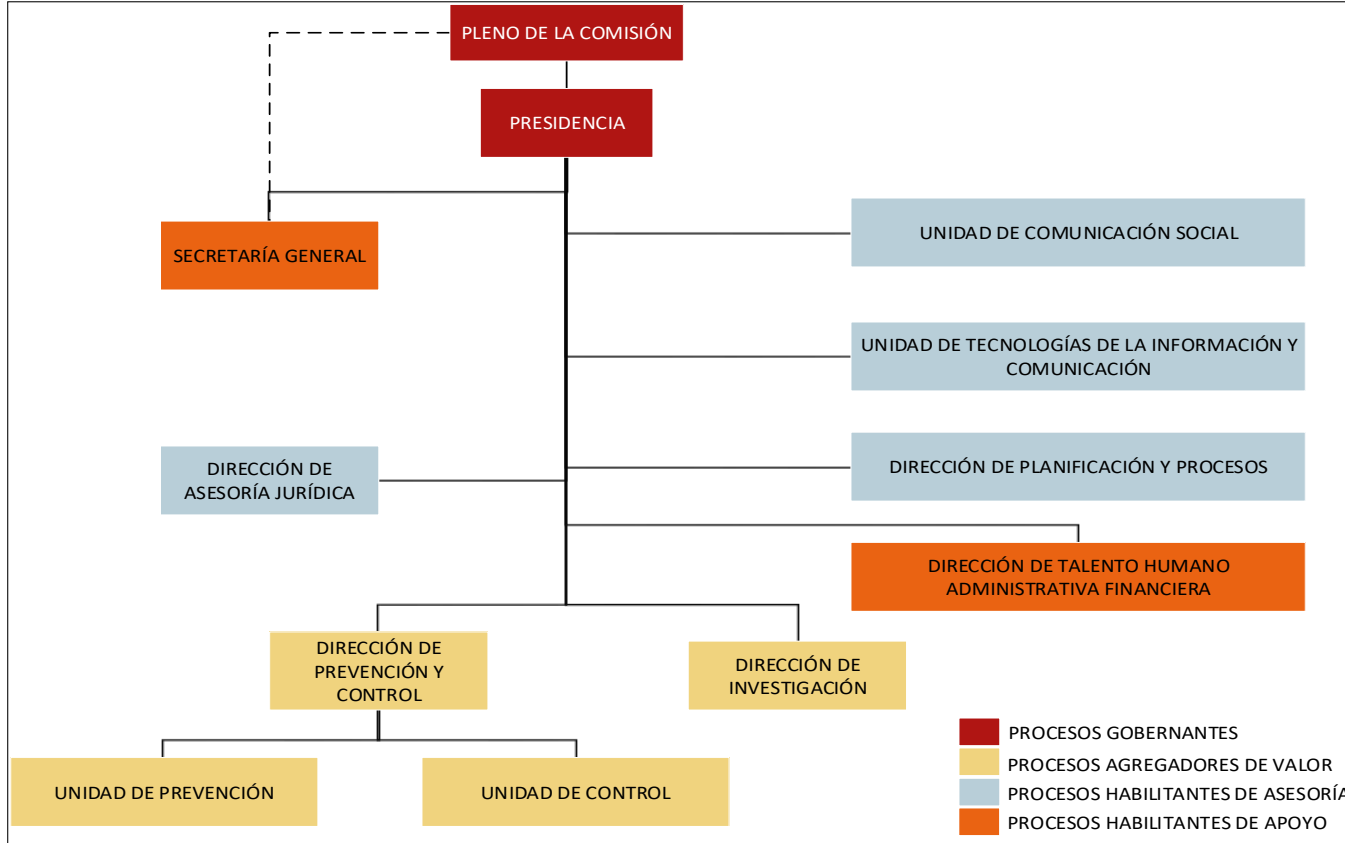 PLENO DE LA COMISIÓN
PRESIDENCIA
SECRETARÍA GENERAL
UNIDAD DE COMUNICACIÓN SOCIAL
UNIDAD DE TECNOLOGÍAS DE LA INFORMACIÓN Y
COMUNICACIÓN
DIRECCIÓN DE
ASESORÍA JURÍDICA
DIRECCIÓN DE PLANIFICACIÓN Y PROCESOS
DIRECCIÓN DE TALENTO HUMANO
ADMINISTRATIVA FINANCIERA
DIRECCIÓN DE
PREVENCIÓN Y
CONTROL
DIRECCIÓN DE
INVESTIGACIÓN
UNIDAD DE PREVENCIÓN
UNIDAD DE CONTROL
PROCESOS GOBERNANTES
PROCESOS AGREGADORES DE VALOR
PROCESOS HABILITANTES DE ASESORÍA
PROCESOS HABILITANTES DE APOYO